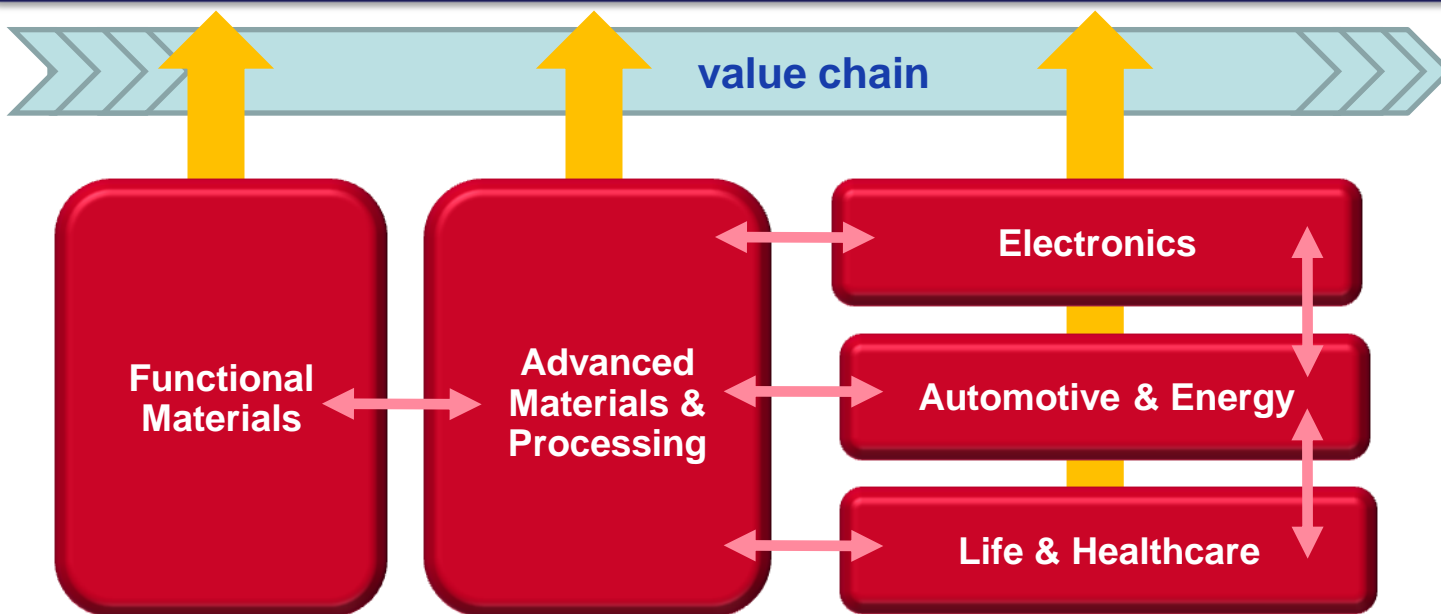 value chain
Functional
Materials
Advanced
Materials &
Processing
Electronics
Automotive & Energy
Life & Healthcare